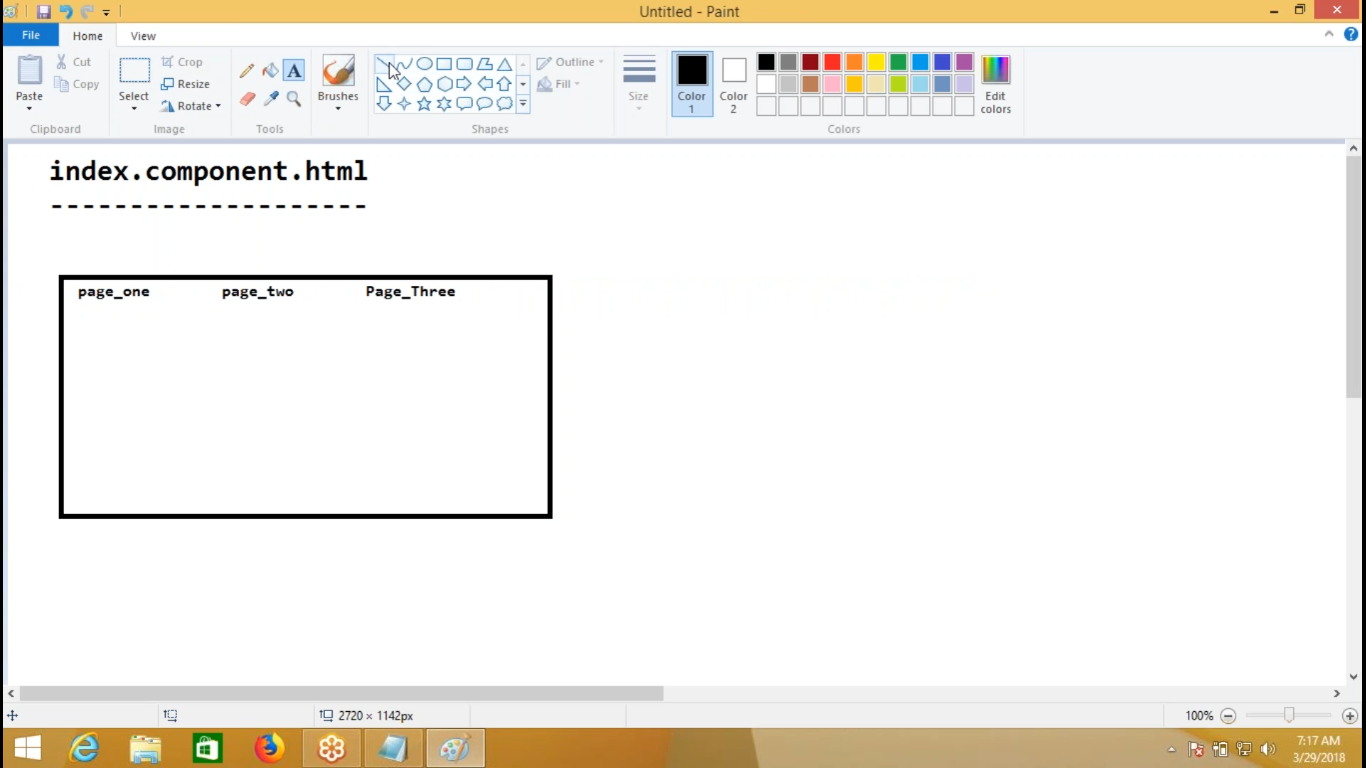 Untitled - Paint
File Home View
Paste
Cut
Copy
Clipboard
Select
Crop
Resize
Rotate
Image
A
Tools
Brushes
Shapes
Outline
Fill
Size
Color
1
Color
2
Edit
colors
Colors
index.component.html
--------------------
page_one page_two Page_Three
2720 × 1142px
100%
7:17 AM
3/29/2018